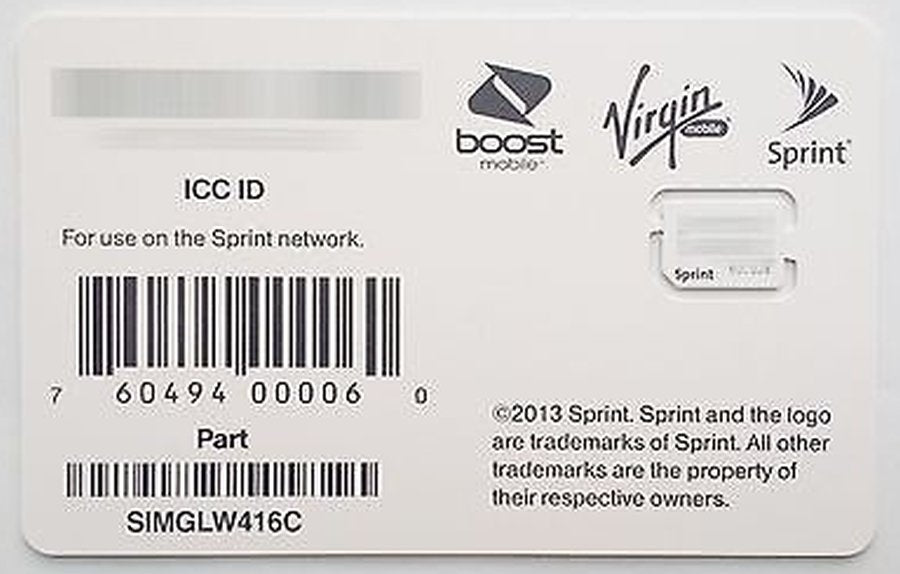 ICC ID
For use on the Sprint network.
7 60494 00006 0
Part
SIMGLW416C
boost
mobile
Virgin
mobile
Sprint
Sprint
©2013 Sprint. Sprint and the logo
are trademarks of Sprint. All other
trademarks are the property of
their respective owners.